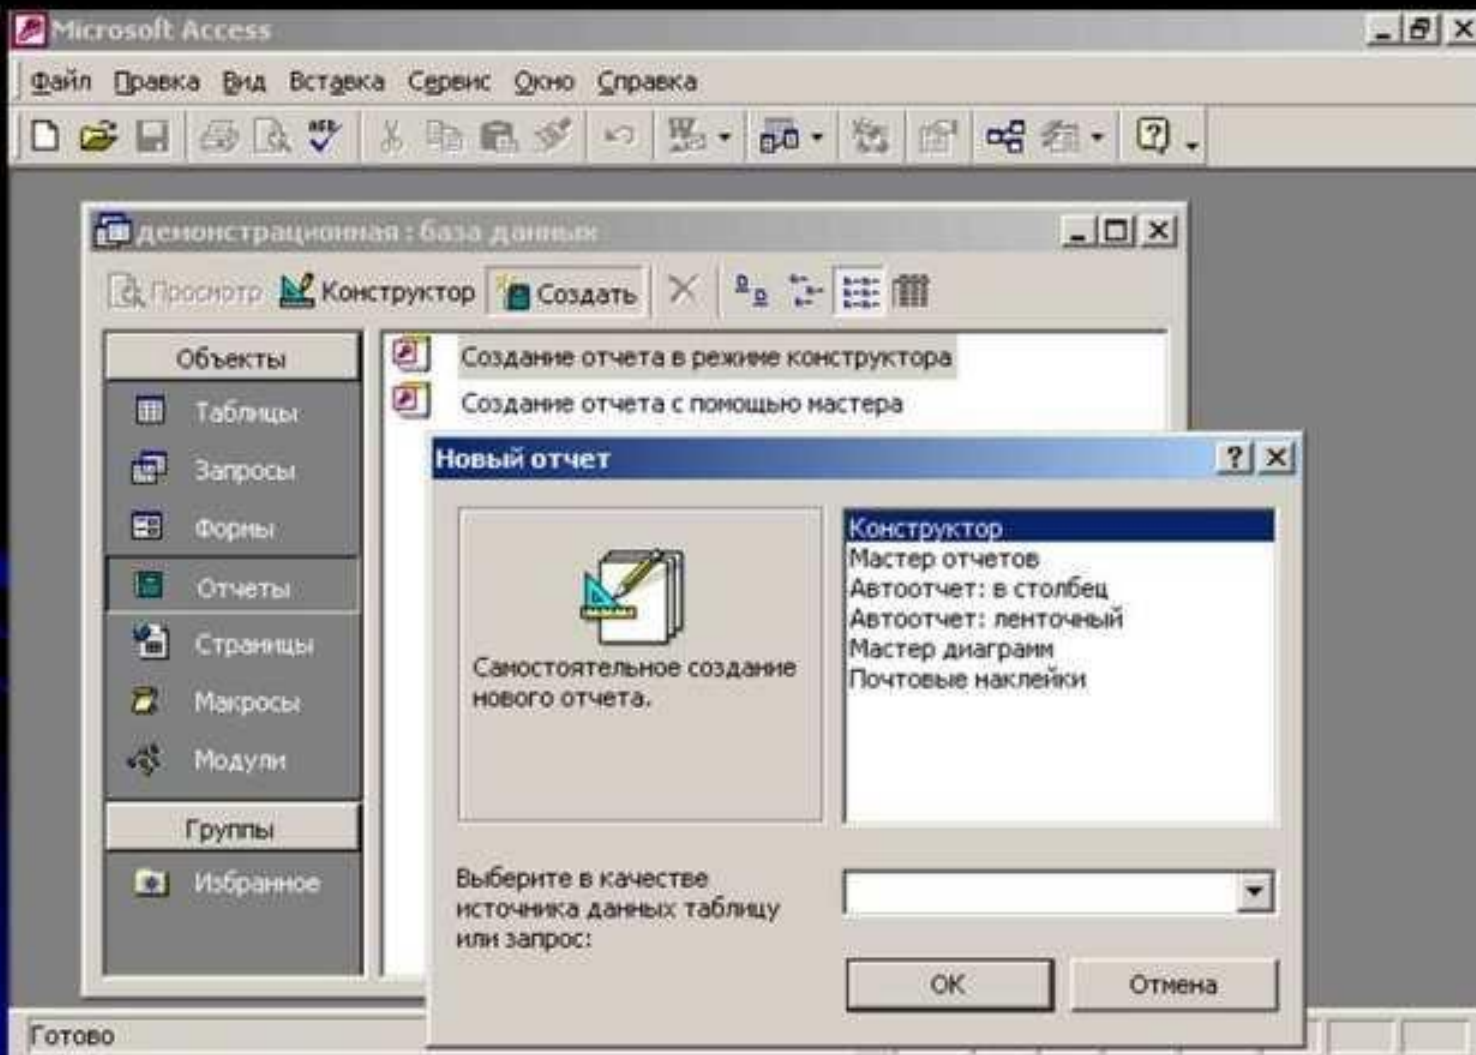 Microsoft Access
Файл Правка Вид Вставка Сервис Окно Справка
демонстрационная : база данных
Просмотр Конструктор Создать
Объекты
Таблицы
Запросы
Формы
Отчеты
Страницы
Макросы
Модули
Группы
Избранное
Создание отчета в режиме конструктора
Создание отчета с помощью мастера
Новый отчет
Самостоятельное создание
нового отчета.
Конструктор
Мастер отчетов
Автоотчет: в столбец
Автоотчет: ленточный
Мастер диаграмм
Почтовые наклейки
Выберите в качестве
источника данных таблицу
или запрос:
ОК
Отмена
Готово